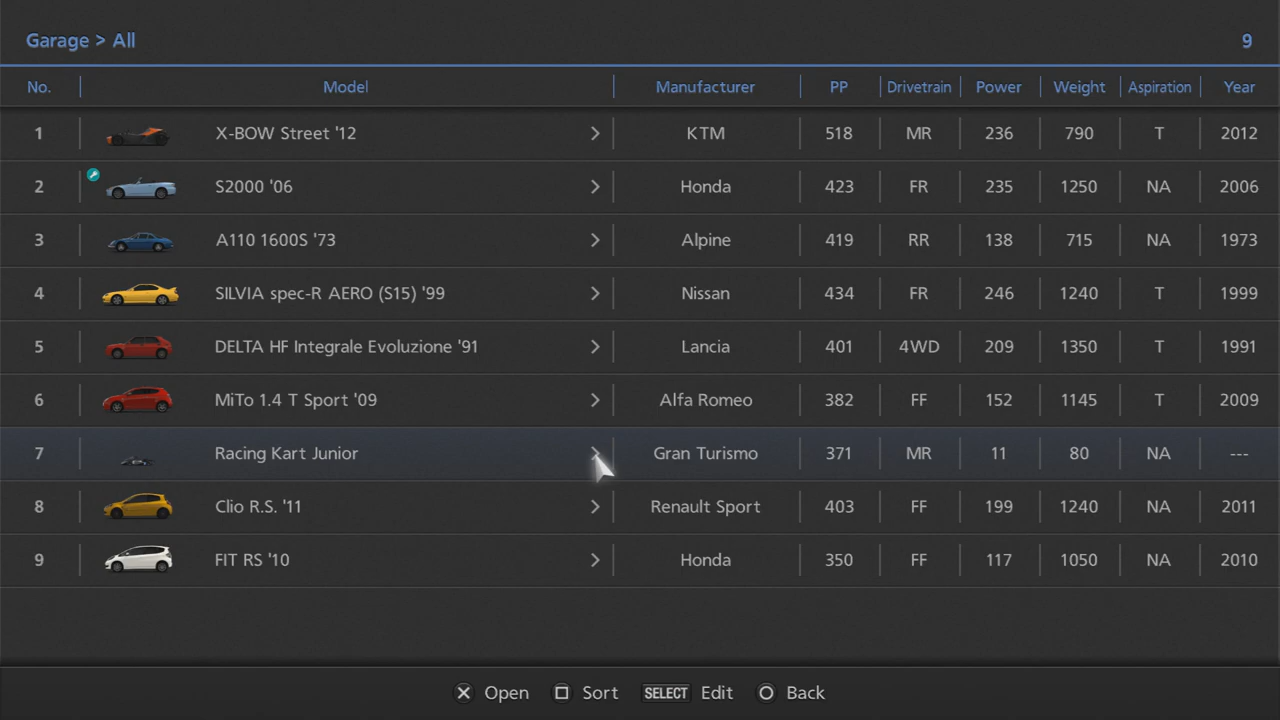 Garage > All 9
No. Model Manufacturer PP Drivetrain Power Weight Aspiration Year
1 X-BOW Street '12 KTM 518 MR 236 790 T 2012
2 S2000 '06 Honda 423 FR 235 1250 NA 2006
3 A110 1600S '73 Alpine 419 RR 138 715 NA 1973
4 SILVIA spec-R AERO (S15) '99 Nissan 434 FR 246 1240 T 1999
5 DELTA HF Integrale Evoluzione '91 Lancia 401 4WD 209 1350 T 1991
6 MiTo 1.4 T Sport '09 Alfa Romeo 382 FF 152 1145 T 2009
7 Racing Kart Junior Gran Turismo 371 MR 11 80 NA ---
8 Clio R.S. '11 Renault Sport 403 FF 199 1240 NA 2011
9 FIT RS '10 Honda 350 FF 117 1050 NA 2010
Open Sort SELECT Edit Back